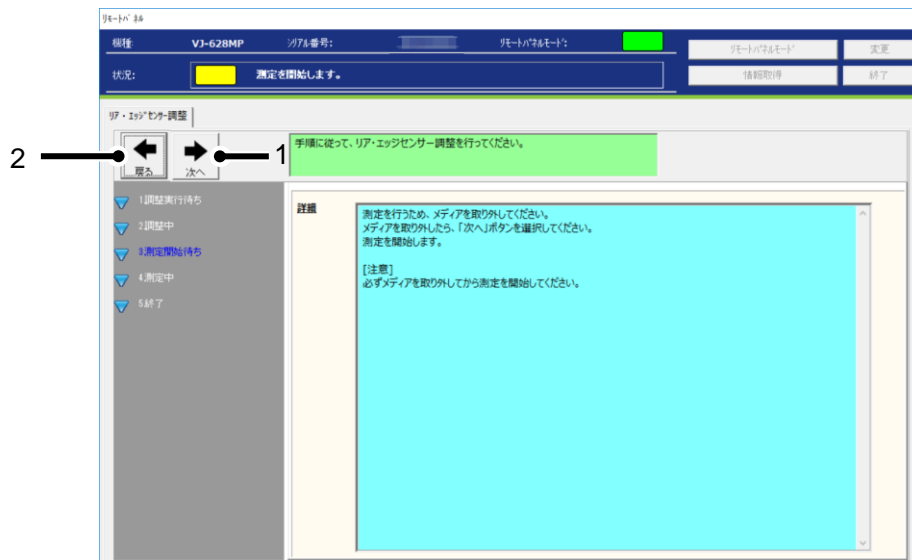 ﾘﾓｰﾄﾊﾟﾈﾙ
機種: VJ-628MP ｼﾘｱﾙ番号: ﾘﾓｰﾄﾊﾟﾈﾙﾓｰﾄﾞ:
ﾘﾓｰﾄﾊﾟﾈﾙﾓｰﾄﾞ 変更
状況: 測定を開始します。
情報取得 終了
ﾘｱ・ｴｯｼﾞｾﾝｻｰ調整
手順に従って、リア・エッジセンサー調整を行ってください。
2 戻る 次へ 1
1.調整実行待ち
2.調整中
3.測定開始待ち
4.測定中
5.終了
詳細
測定を行うため、メディアを取り外してください。
メディアを取り外したら、「次へ」ボタンを選択してください。
測定を開始します。
[注意]
必ずメディアを取り外してから測定を開始してください。